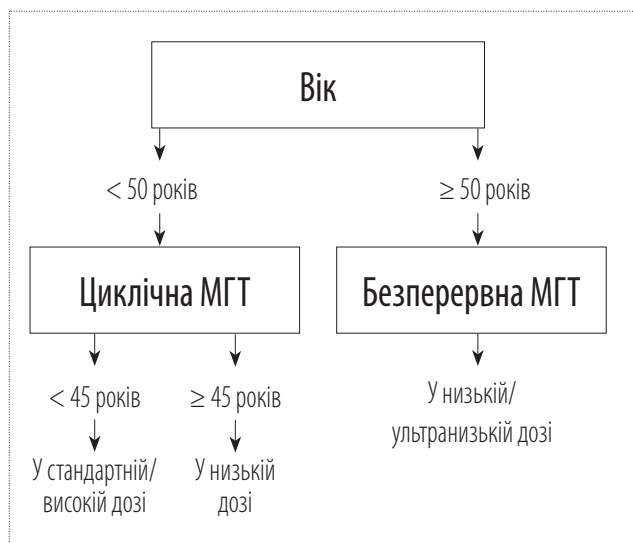 Вік
< 50 років
≥ 50 років
Циклічна МГТ
Безперервна МГТ
< 45 років
≥ 45 років
У низькій/
ультранизькій дозі
У стандартній/
високій дозі
У низькій
дозі